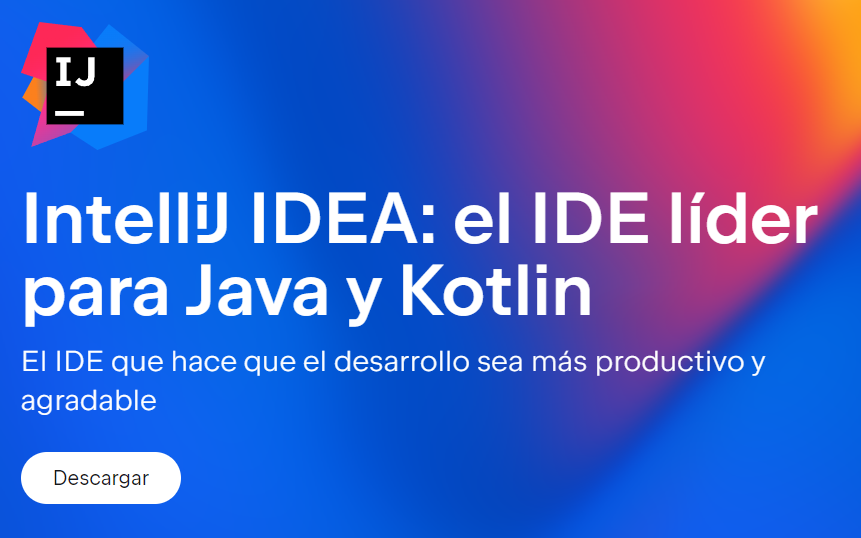 IJ
IntelliJ IDEA: el IDE líder
para Java y Kotlin
El IDE que hace que el desarrollo sea más productivo y
agradable
Descargar